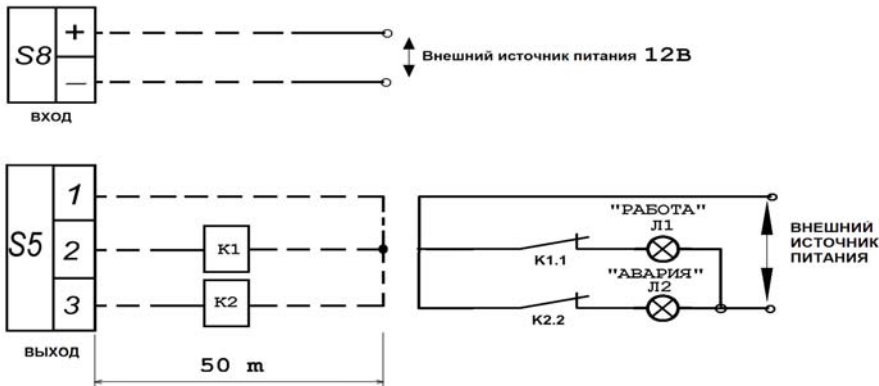 S8
+
−
ВХОД
Внешний источник питания 12В
S5
1
2
3
К1
К2
ВЫХОД
50 m
"РАБОТА"
Л1
К1.1
"АВАРИЯ"
Л2
К2.2
ВНЕШНИЙ
ИСТОЧНИК
ПИТАНИЯ